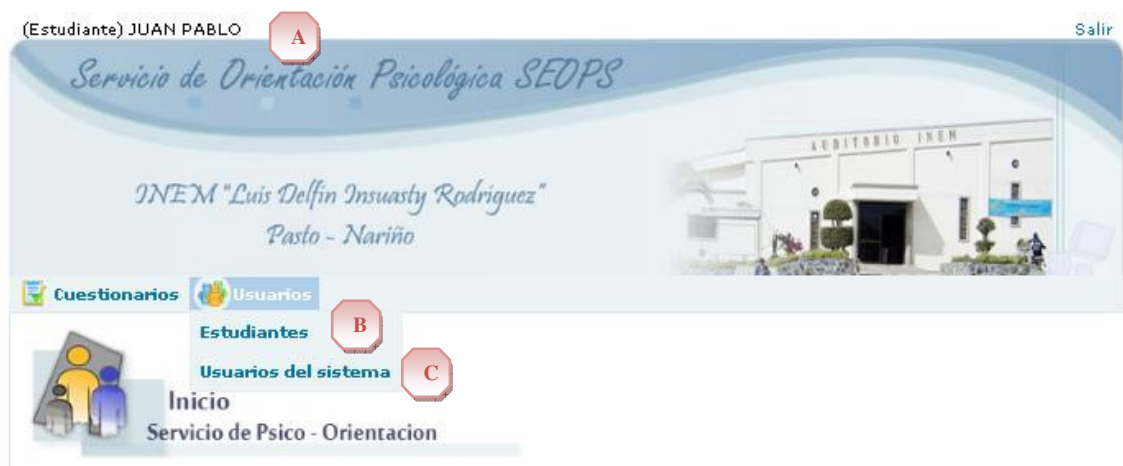 (Estudiante) JUAN PABLO
A
Salir
Servicio de Orientación Psicológica SEOPS
AUDITORIO INEM
INEM "Luis Delfin Insuasty Rodriguez"
Pasto - Nariño
Cuestionarios Usuarios
Estudiantes B
Usuarios del sistema C
Inicio
Servicio de Psico - Orientacion